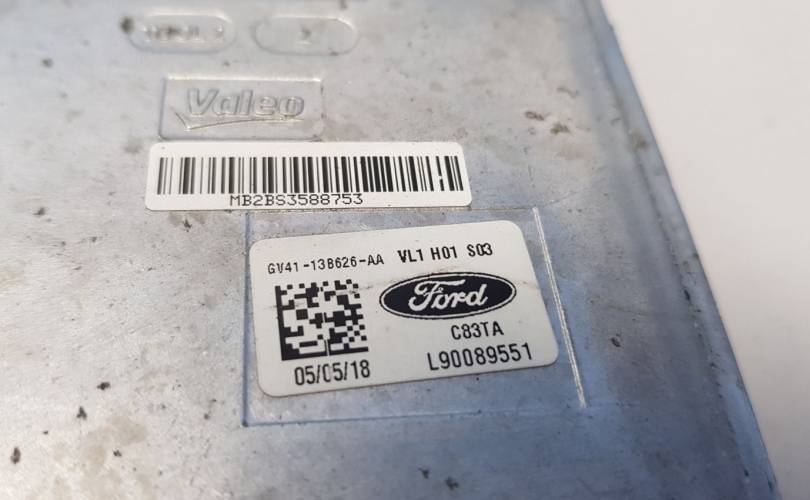 Valeo
MB2BS3588753
GV41-13B626-AA VL1 H01 S03
Ford
C83TA
05/05/18 L90089551